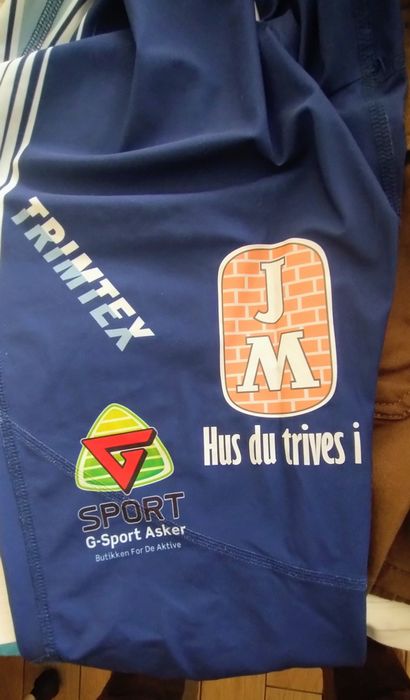 TRIMTEX
J
M
Hus du trives i
G
SPORT
G-Sport Asker
Butikken For De Aktive